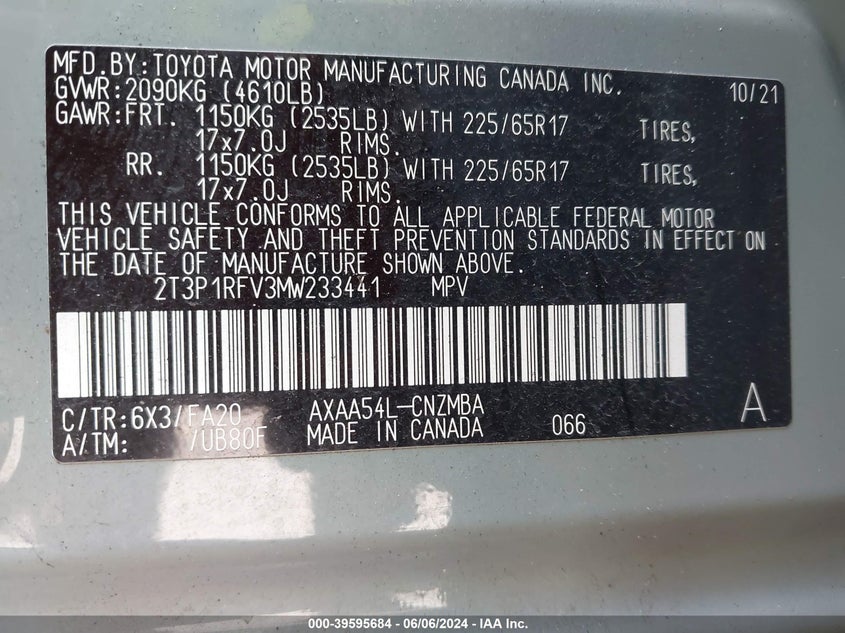 MFD.BY:TOYOTA MOTOR MANUFACTURING CANADA INC. 10/21
GVWR:2090KG (4610LB)
GAWR:FRT. 1150KG (2535LB) WITH 225/65R17 TIRES,
17x7.0J RIMS.
RR. 1150KG (2535LB) WITH 225/65R17 TIRES,
17x7.0J RIMS.
THIS VEHICLE CONFORMS TO ALL APPLICABLE FEDERAL MOTOR
VEHICLE SAFETY AND THEFT PREVENTION STANDARDS IN EFFECT ON
THE DATE OF MANUFACTURE SHOWN ABOVE.
2T3P1RFV3MW233441 MPV
C/TR:6X3/FA20 AXAA54L-CNZMBA A
A/TM: /UB80F MADE IN CANADA 066
000-39595684 / 06/06/2024 - IAA Inc.